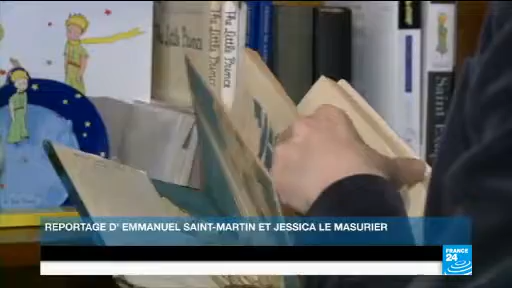 The Little Prince
The Little Prince
The Little Prince
Saint
REPORTAGE D' EMMANUEL SAINT-MARTIN ET JESSICA LE MASURIER
FRANCE
24